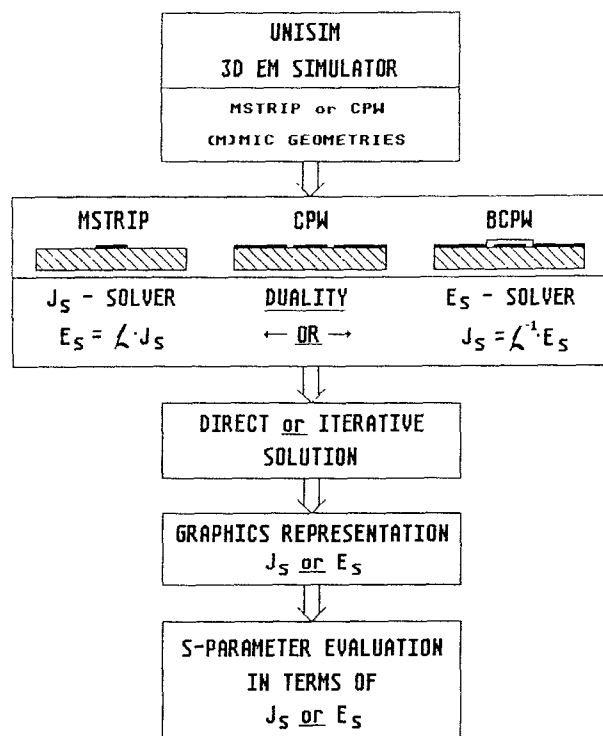 UNISIM
3D EM SIMULATOR
MSTRIP or CPW
(M)MIC GEOMETRIES
MSTRIP CPW BCPW
JS - SOLVER DUALITY ES - SOLVER
ES = L·JS ← OR → JS = L⁻¹·ES
DIRECT or ITERATIVE
SOLUTION
GRAPHICS REPRESENTATION
JS or ES
S-PARAMETER EVALUATION
IN TERMS OF
JS or ES